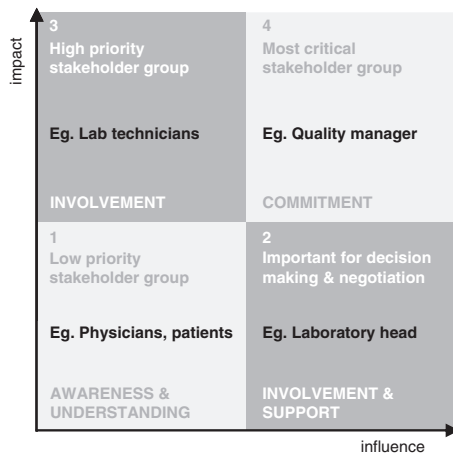 impact
3
High priority
stakeholder group
Eg. Lab technicians
INVOLVEMENT
4
Most critical
stakeholder group
Eg. Quality manager
COMMITMENT
1
Low priority
stakeholder group
Eg. Physicians, patients
AWARENESS &
UNDERSTANDING
2
Important for decision
making & negotiation
Eg. Laboratory head
INVOLVEMENT &
SUPPORT
influence